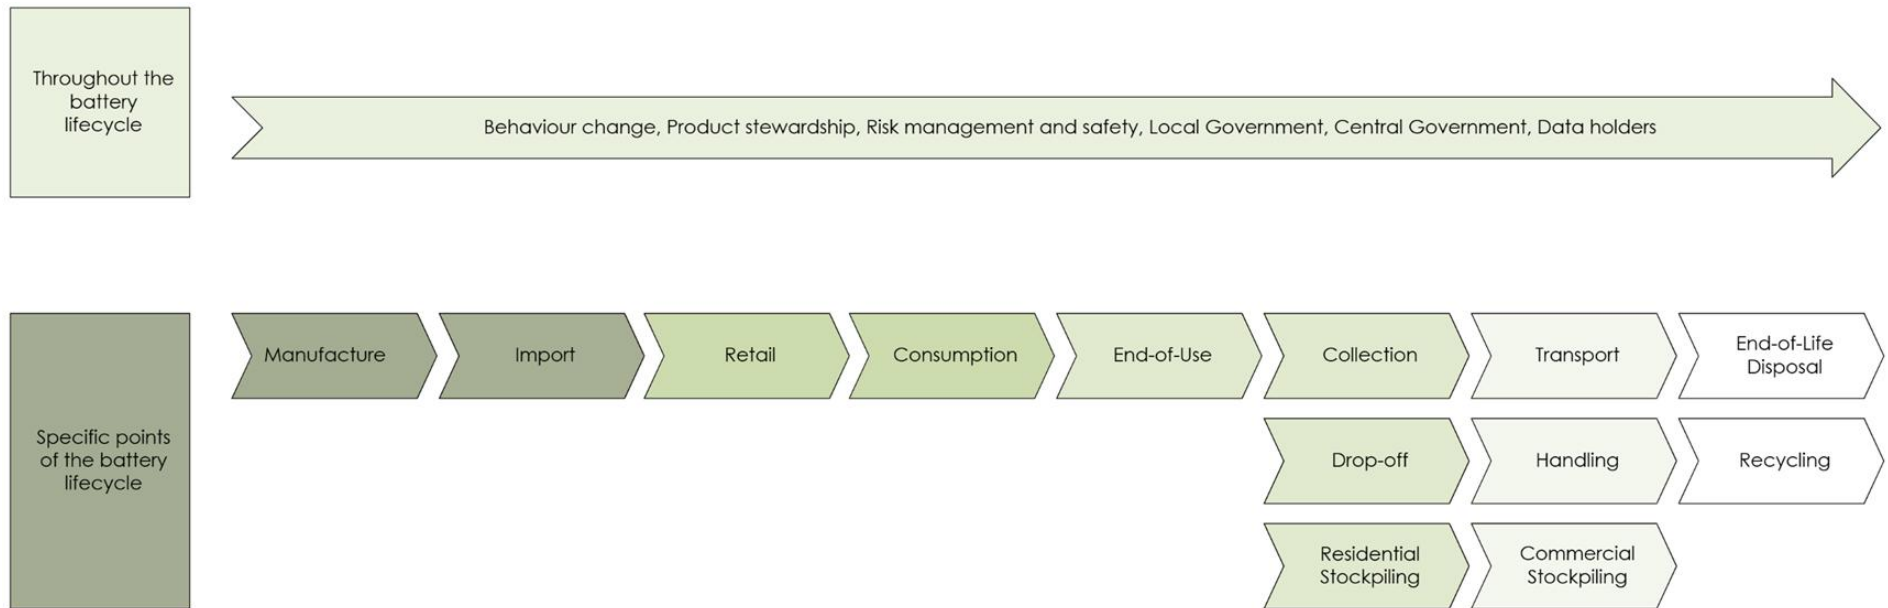 Throughout the
battery
lifecycle
Behaviour change, Product stewardship, Risk management and safety, Local Government, Central Government, Data holders
Specific points
of the battery
lifecycle
Manufacture
Import
Retail
Consumption
End-of-Use
Collection
Transport
End-of-Life
Disposal
Drop-off
Handling
Recycling
Residential
Stockpiling
Commercial
Stockpiling